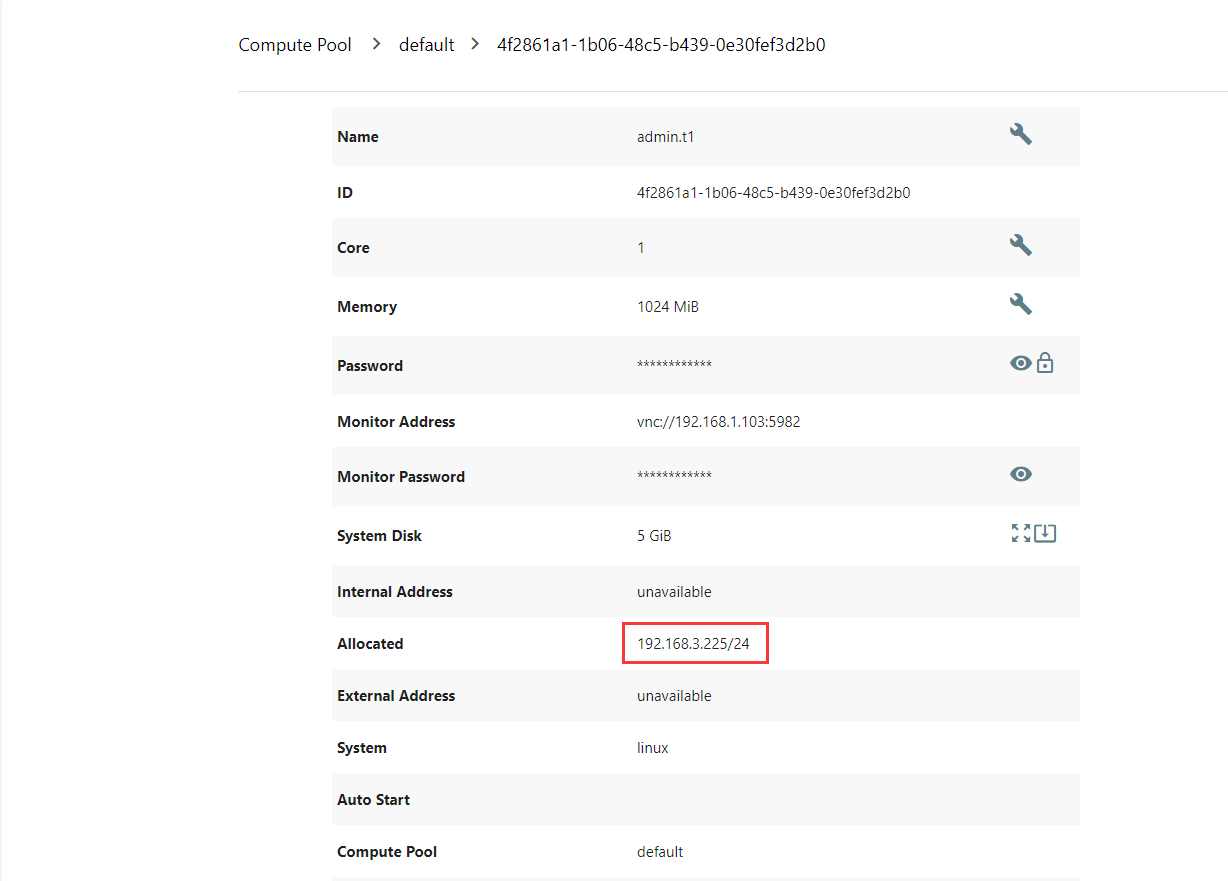 Compute Pool > default > 4f2861a1-1b06-48c5-b439-0e30fef3d2b0
Name admin.t1
ID 4f2861a1-1b06-48c5-b439-0e30fef3d2b0
Core 1
Memory 1024 MiB
Password ************
Monitor Address vnc://192.168.1.103:5982
Monitor Password ************
System Disk 5 GiB
Internal Address unavailable
Allocated 192.168.3.225/24
External Address unavailable
System linux
Auto Start
Compute Pool default